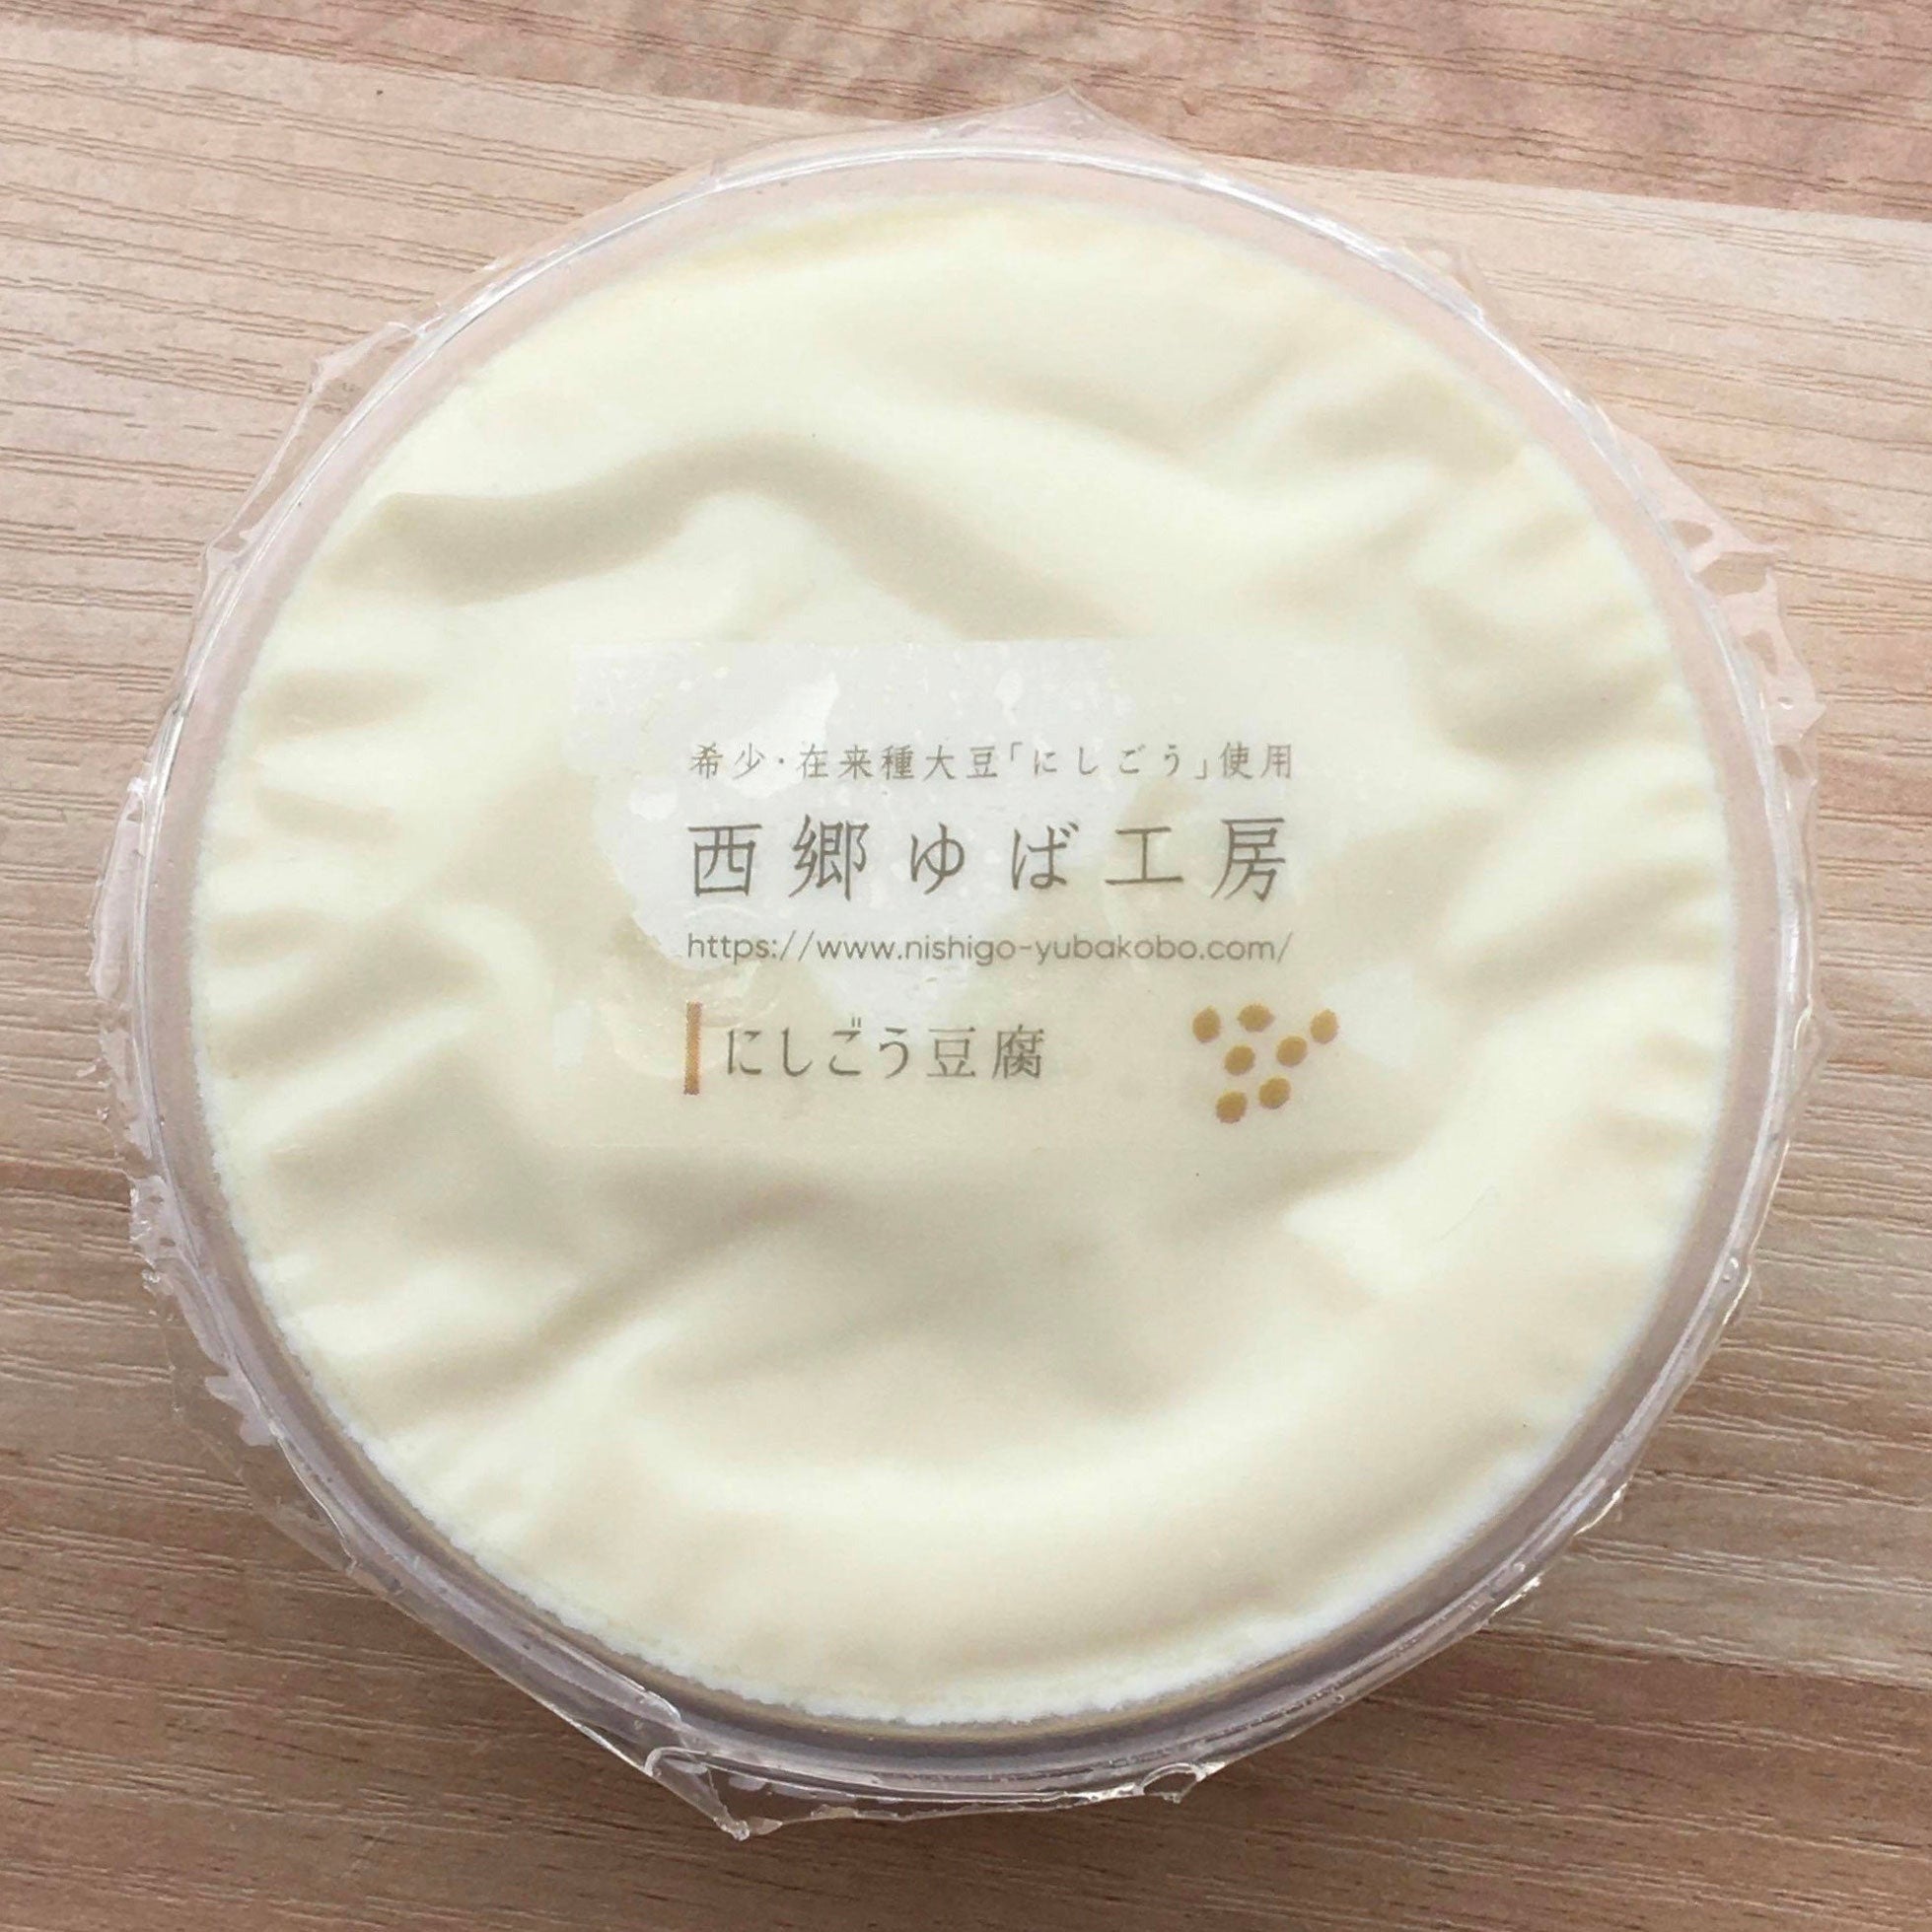 希少・在来種大豆「にしごう」使用
西郷ゆば工房
https://www.nishigo-yubakobo.com/
にしごう豆腐